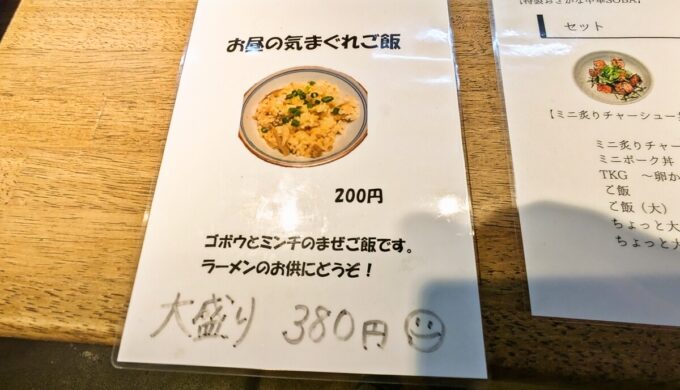 お昼の気まぐれご飯
200円
ゴボウとミンチのまぜご飯です。
ラーメンのお供にどうぞ！
大盛り 380円
セット
【ミニ炙りチャーシュー
ミニ炙りチャー
ミニポーク丼
TKG ～卵か
ご飯
ご飯（大）
ちょっと大
ちょっと大